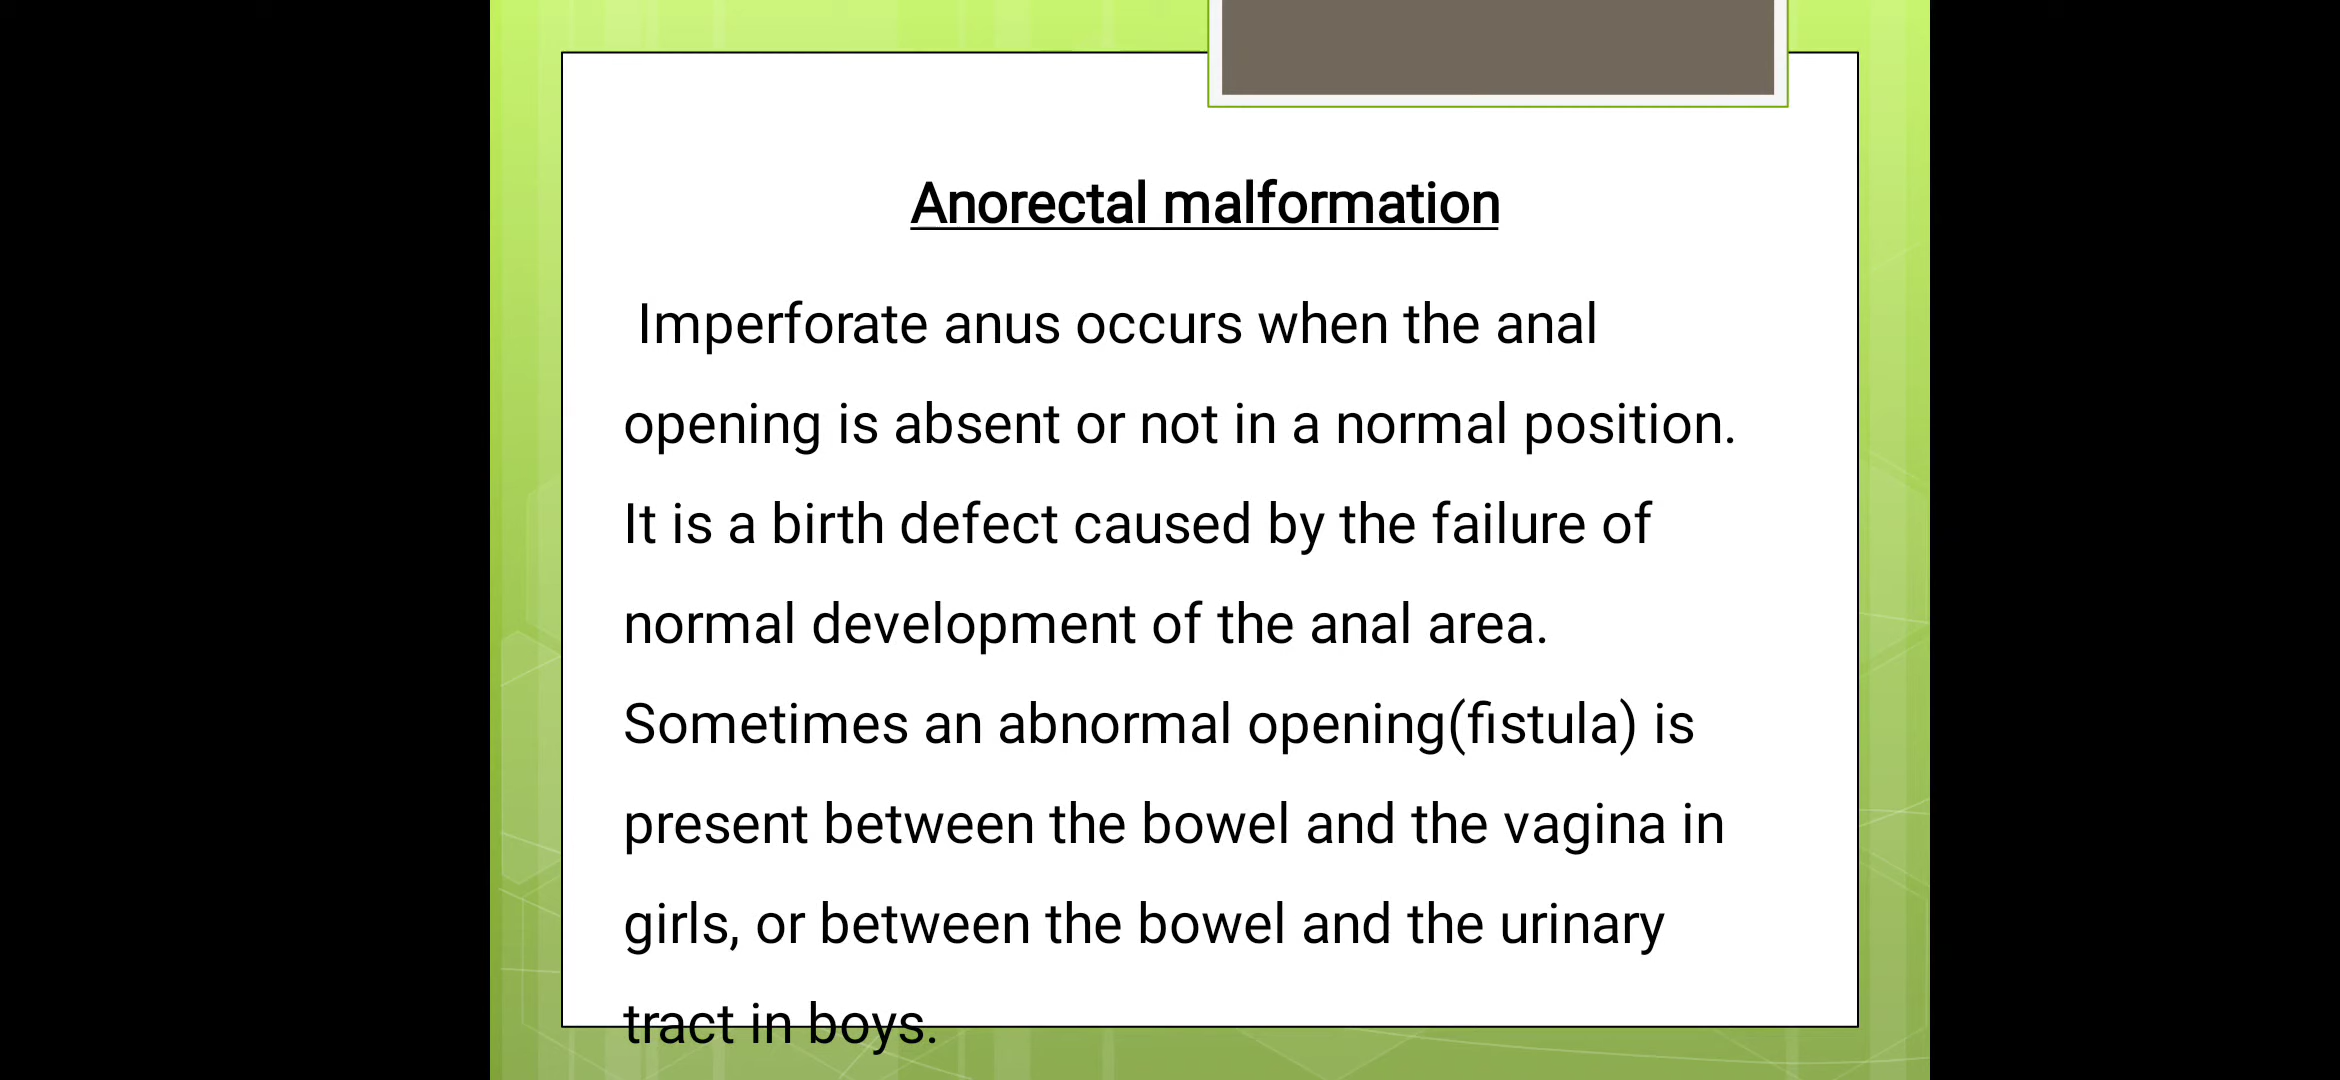 Anorectal malformation
Imperforate anus occurs when the anal
opening is absent or not in a normal position.
It is a birth defect caused by the failure of
normal development of the anal area.
Sometimes an abnormal opening(fistula) is
present between the bowel and the vagina in
girls, or between the bowel and the urinary
tract in boys.